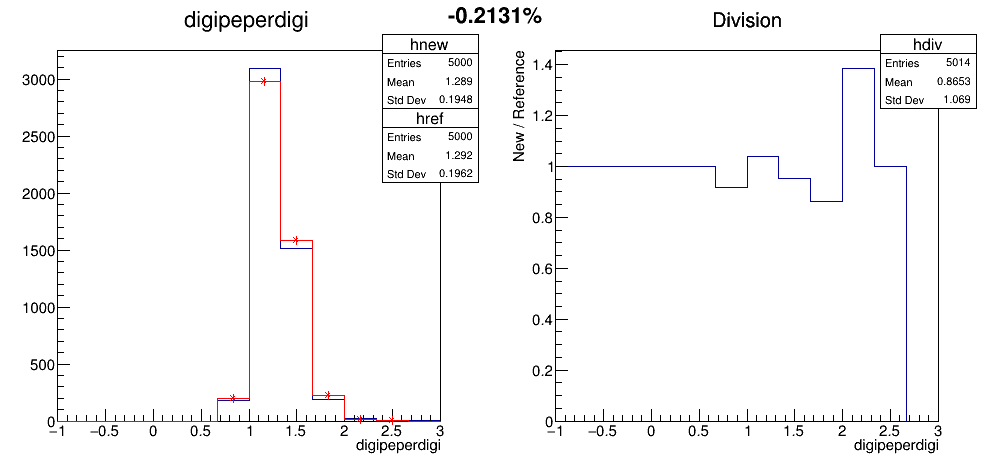 -0.2131%
digipeperdigi
hnew
Entries 5000
Mean 1.289
Std Dev 0.1948
href
Entries 5000
Mean 1.292
Std Dev 0.1962
3000
2500
2000
1500
1000
500
0
−1 −0.5 0 0.5 1 1.5 2 2.5 3
digipeperdigi
Division
hdiv
Entries 5014
Mean 0.8653
Std Dev 1.069
New / Reference
1.4
1.2
1
0.8
0.6
0.4
0.2
0
−1 −0.5 0 0.5 1 1.5 2 2.5 3
digipeperdigi